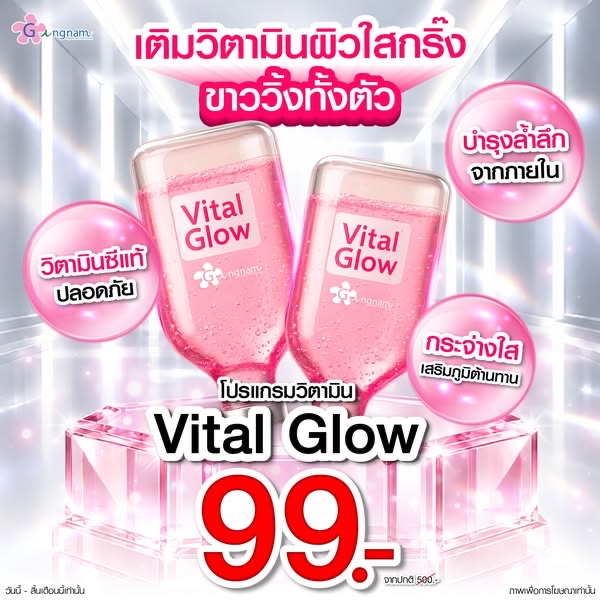 Gangnam
เติมวิตามินผิวใสกริ๊ง
ขาววิ้งทั้งตัว
บำรุงล้ำลึก
จากภายใน
Vital
Glow
Gangnam
Vital
Glow
Gangnam
วิตามินซีแท้
ปลอดภัย
กระจ่างใส
เสริมภูมิต้านทาน
โปรแกรมวิตามิน
Vital Glow
99.-
จากปกติ 500.-
วันนี้ - สิ้นเดือนนี้เท่านั้น
ภาพเพื่อการโฆษณาเท่านั้น